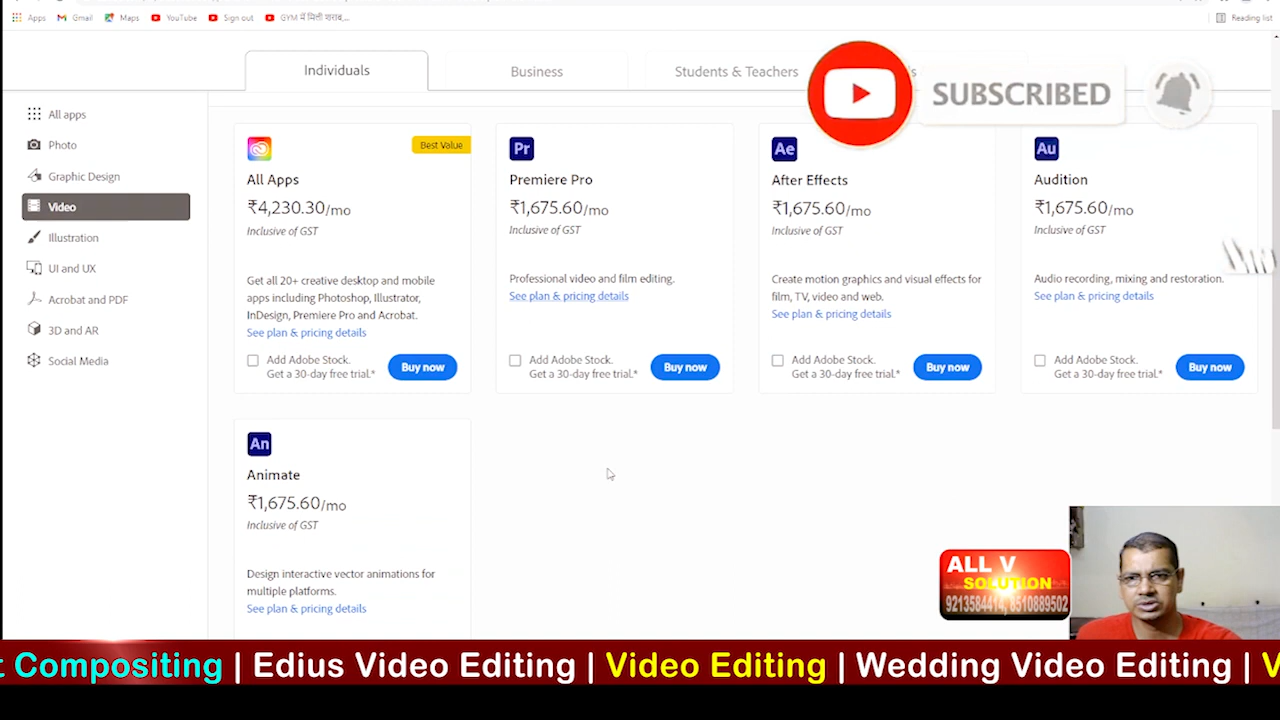 Apps Gmail Maps YouTube Sign out GYM में मिली शराब,... Reading list
Individuals Business Students & Teachers
SUBSCRIBED
All apps
Photo
Graphic Design
Video
Illustration
UI and UX
Acrobat and PDF
3D and AR
Social Media
Best Value
All Apps
₹4,230.30/mo
Inclusive of GST
Get all 20+ creative desktop and mobile
apps including Photoshop, Illustrator,
InDesign, Premiere Pro and Acrobat.
See plan & pricing details
Add Adobe Stock.
Get a 30-day free trial.*
Buy now
Pr
Premiere Pro
₹1,675.60/mo
Inclusive of GST
Professional video and film editing.
See plan & pricing details
Add Adobe Stock.
Get a 30-day free trial.*
Buy now
Ae
After Effects
₹1,675.60/mo
Inclusive of GST
Create motion graphics and visual effects for
film, TV, video and web.
See plan & pricing details
Add Adobe Stock.
Get a 30-day free trial.*
Buy now
Au
Audition
₹1,675.60/mo
Inclusive of GST
Audio recording, mixing and restoration.
See plan & pricing details
Add Adobe Stock.
Get a 30-day free trial.*
Buy now
An
Animate
₹1,675.60/mo
Inclusive of GST
Design interactive vector animations for
multiple platforms.
See plan & pricing details
ALL V
SOLUTION
9213584414, 8510889502
t Compositing | Edius Video Editing | Video Editing | Wedding Video Editing | V